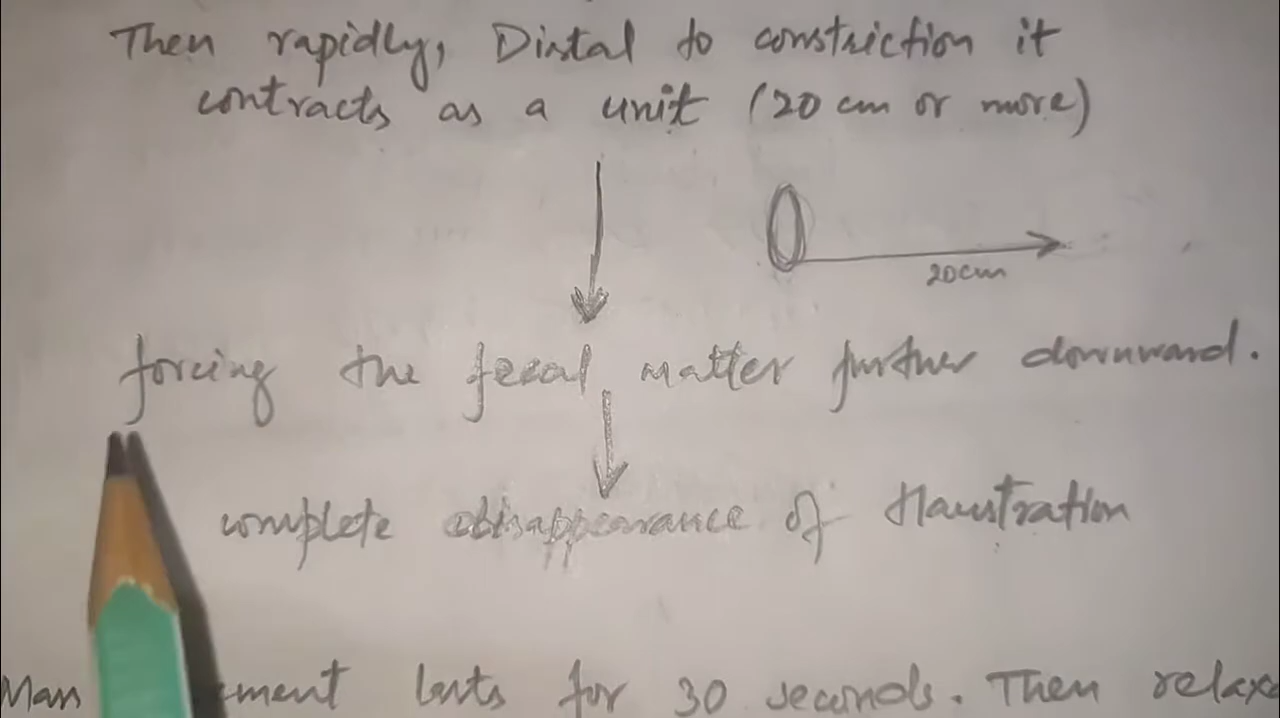 Then rapidly, Distal to constriction it
contracts as a unit (20 cm or more)
20cm
forcing the fecal matter further downward.
complete disappearance of Haustration
lasts for 30 seconds. Then